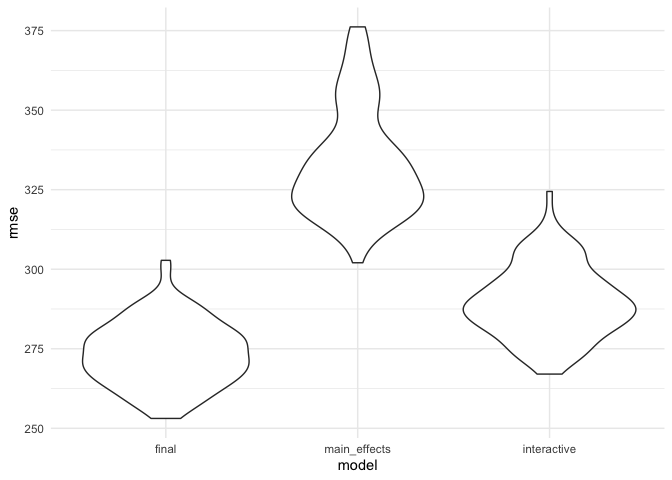 375
350
325
300
275
250
rmse
final
main_effects
interactive
model